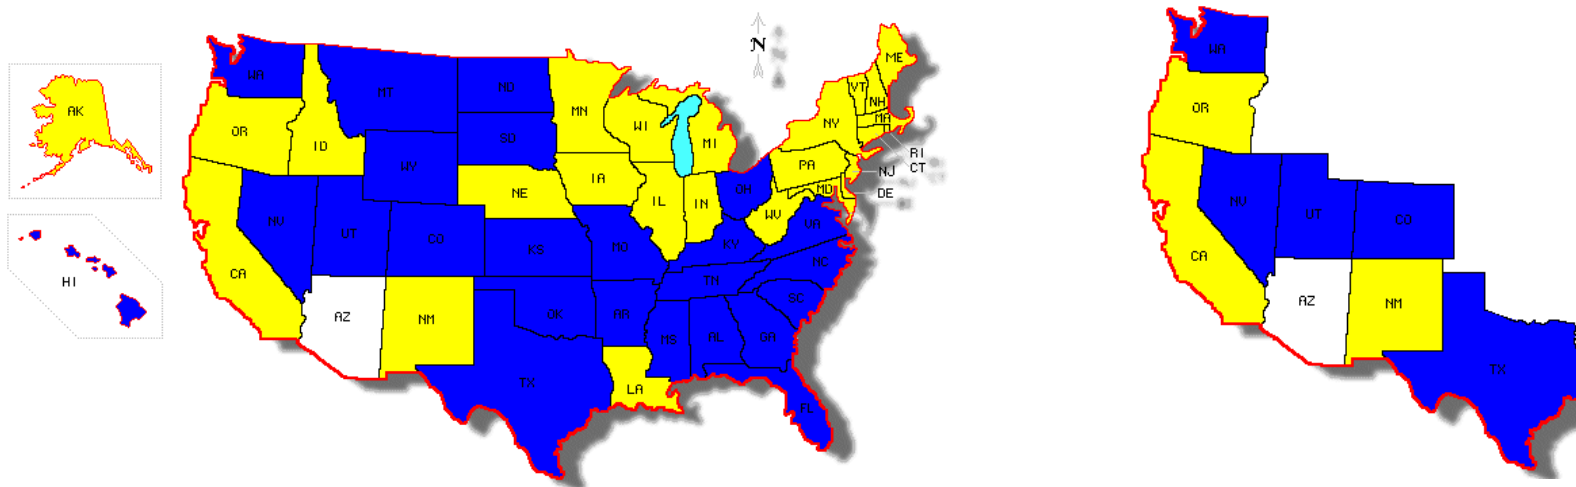 N
AK
HI
WA
OR
CA
ID
NV
AZ
MT
WY
UT
CO
NM
ND
SD
NE
KS
OK
TX
MN
IA
MO
AR
LA
WI
IL
MS
MI
IN
OH
KY
TN
AL
GA
FL
SC
NC
VA
WV
PA
MD
NY
VT
NH
ME
MA
RI
CT
NJ
DE
WA
OR
CA
NV
UT
CO
AZ
NM
TX